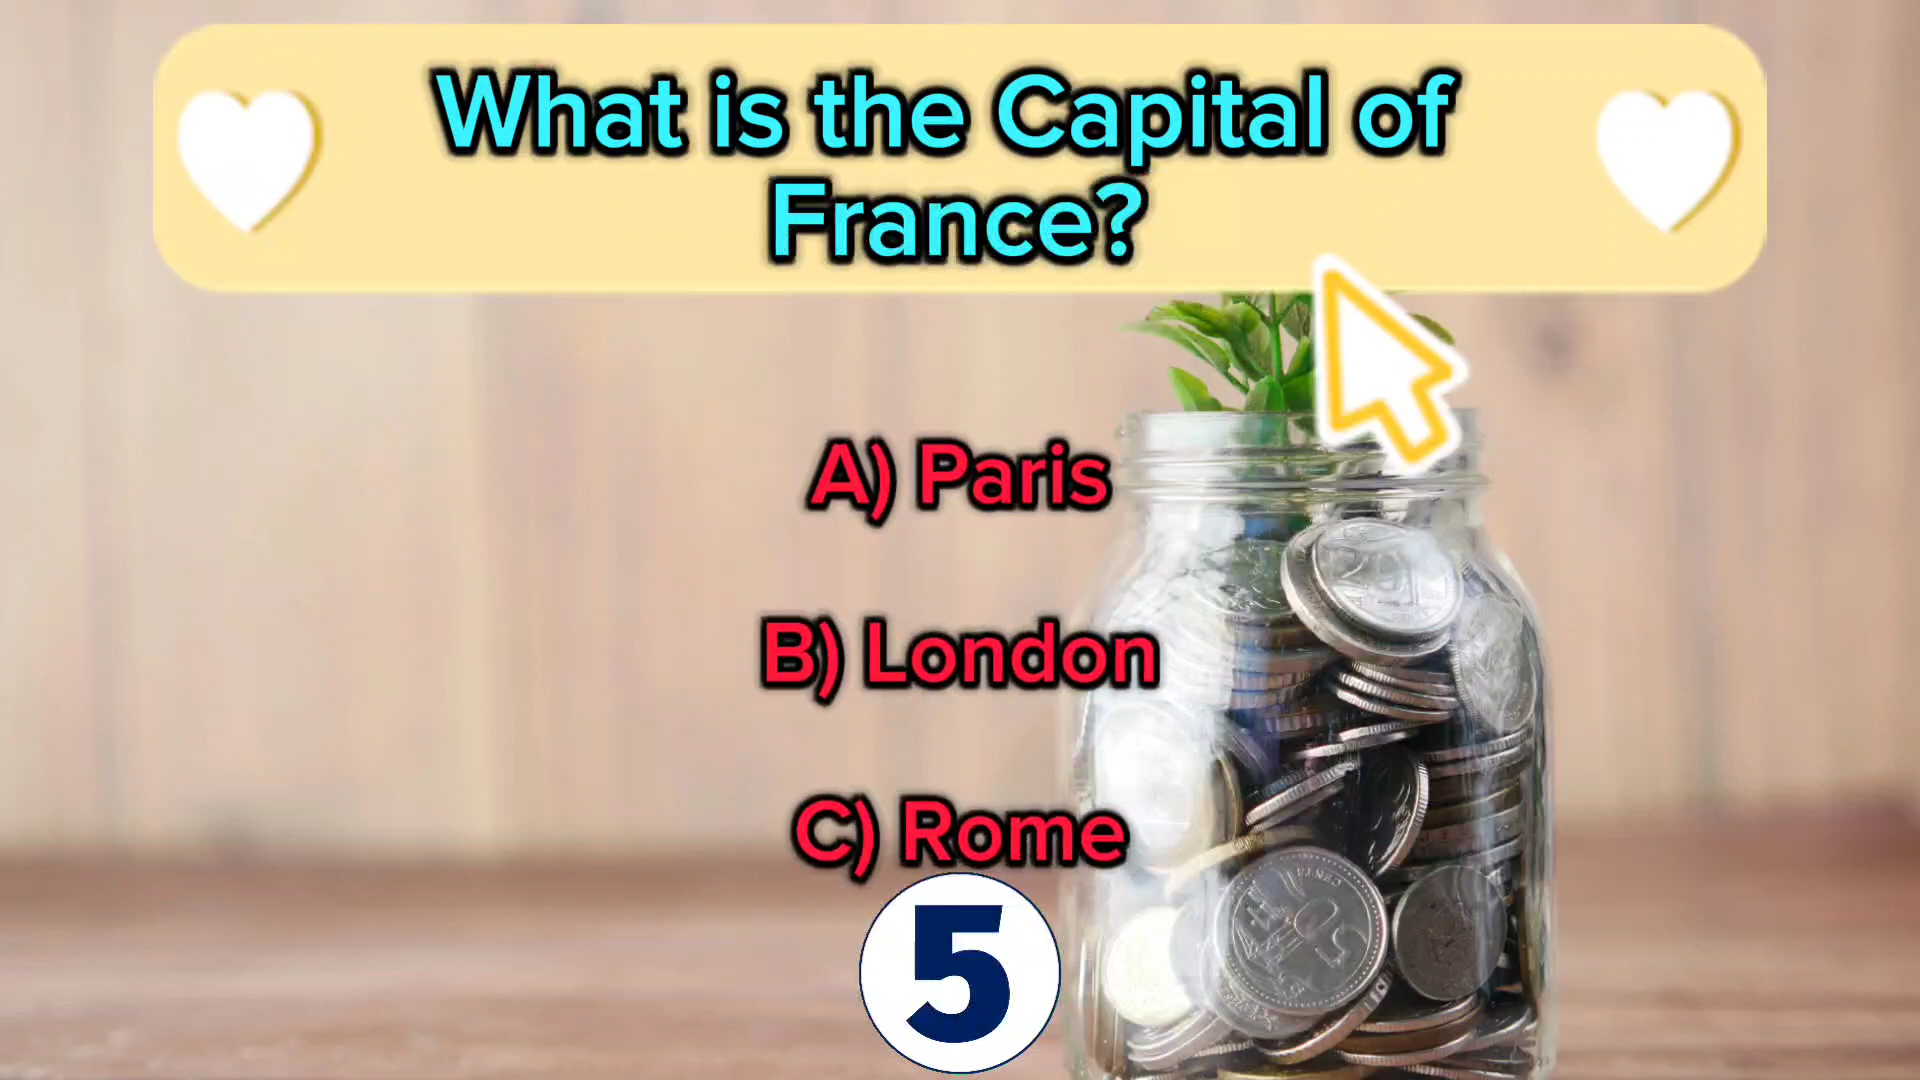 What is the Capital of
France?
A) Paris
B) London
C) Rome
5